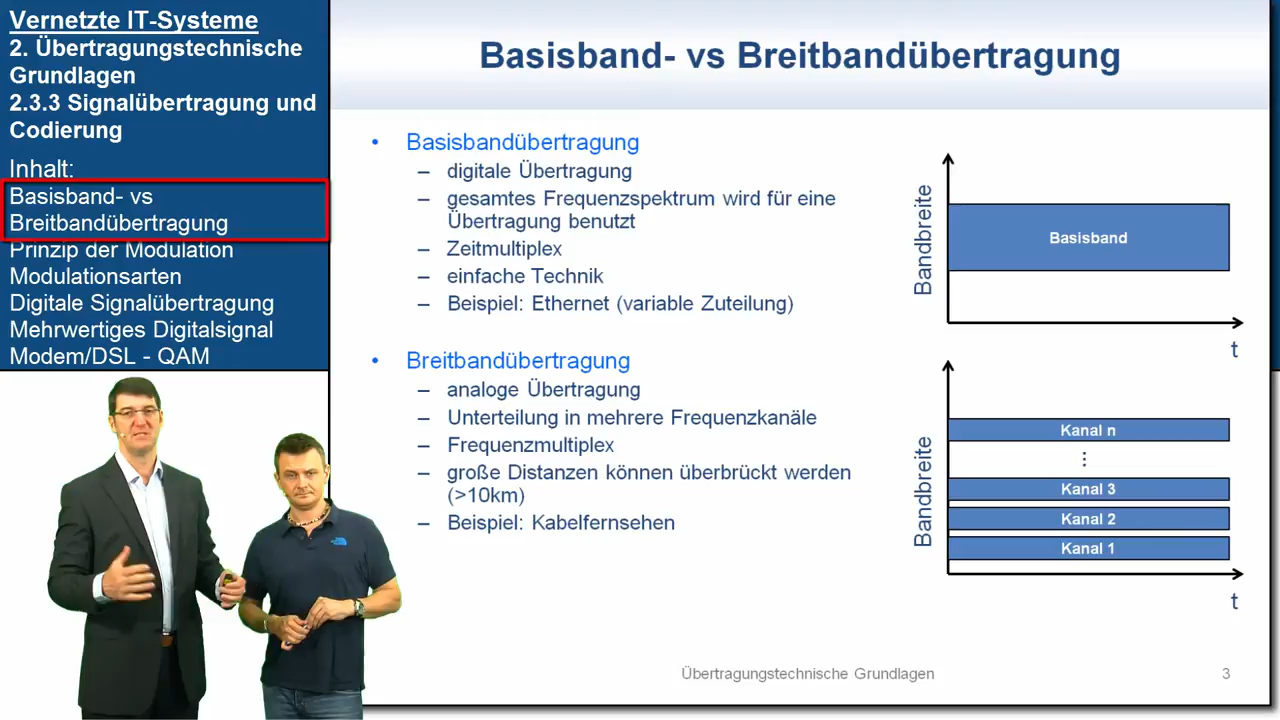 Vernetzte IT-Systeme
2. Übertragungstechnische
Grundlagen
2.3.3 Signalübertragung und
Codierung
Inhalt:
Basisband- vs
Breitbandübertragung
Prinzip der Modulation
Modulationsarten
Digitale Signalübertragung
Mehrwertiges Digitalsignal
Modem/DSL - QAM
Basisband- vs Breitbandübertragung
• Basisbandübertragung
– digitale Übertragung
– gesamtes Frequenzspektrum wird für eine
Übertragung benutzt
– Zeitmultiplex
– einfache Technik
– Beispiel: Ethernet (variable Zuteilung)
Bandbreite
Basisband
t
• Breitbandübertragung
– analoge Übertragung
– Unterteilung in mehrere Frequenzkanäle
– Frequenzmultiplex
– große Distanzen können überbrückt werden
(>10km)
– Beispiel: Kabelfernsehen
Bandbreite
Kanal n
⋮
Kanal 3
Kanal 2
Kanal 1
t
Übertragungstechnische Grundlagen
3